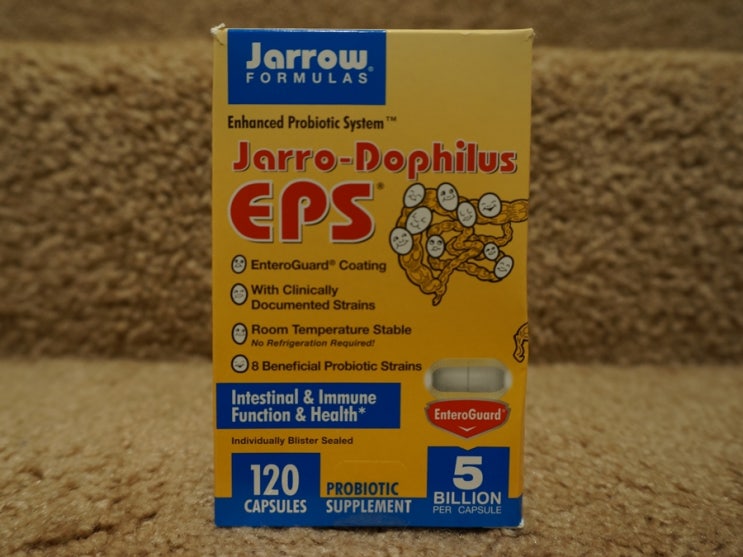 Jarrow®
FORMULAS
Enhanced Probiotic System™
Jarro-Dophilus
EPS®
EnteroGuard® Coating
With Clinically
Documented Strains
Room Temperature Stable
No Refrigeration Required!
8 Beneficial Probiotic Strains
Intestinal & Immune
Function & Health*
EnteroGuard®
Individually Blister Sealed
120
CAPSULES
PROBIOTIC
SUPPLEMENT
5
BILLION
PER CAPSULE